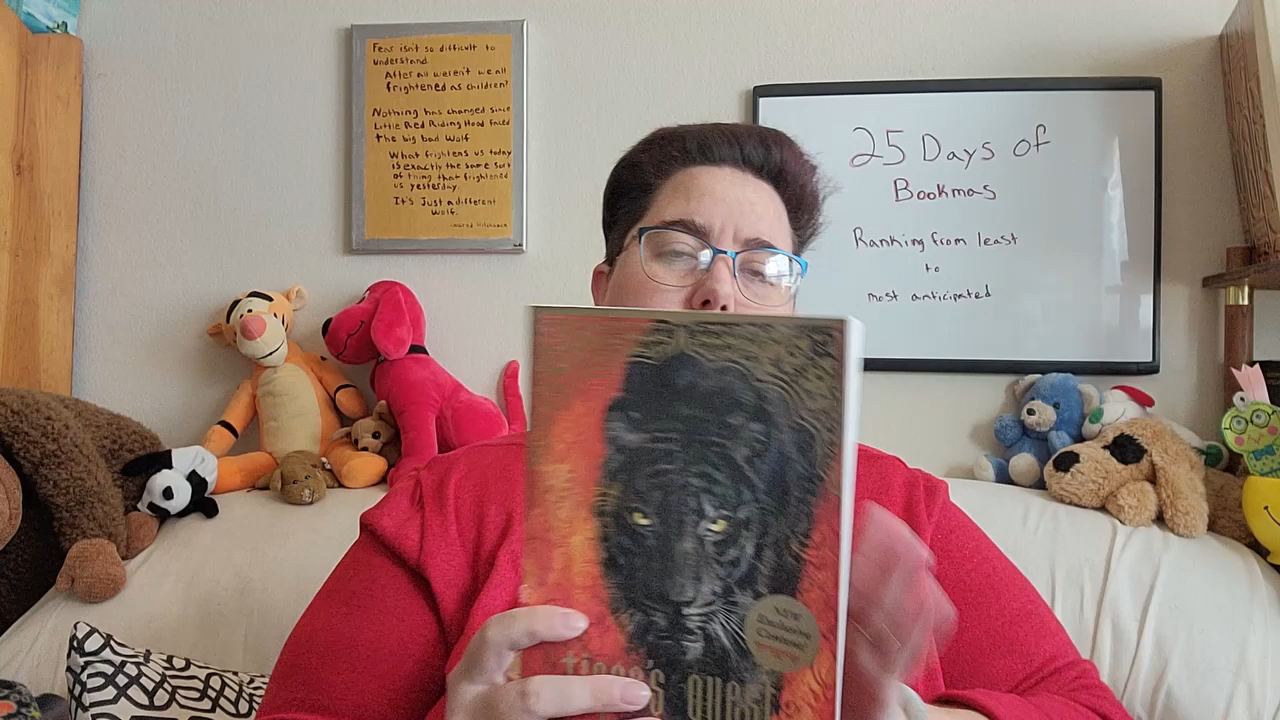 Fear isn't so difficult to
understand.
After all weren't we all
frightened as children?
Nothing has changed since
Little Red Riding Hood faced
the big bad Wolf
What frightens us today
is exactly the same sort
of thing that frightened
us yesterday.
It's Just a different
Wolf.
25 Days of
Bookmas
Ranking from least
to
most anticipated
NEW
Exclusive
Content!
tiger's Quest